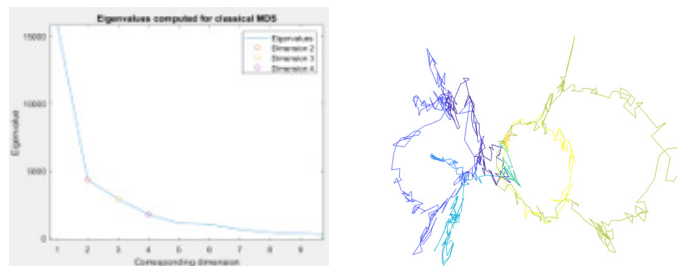 Eigenvalues computed for classical MDS
15000
10000
5000
0
Eigenvalue
Eigenvalues
Dimension 2
Dimension 3
Dimension 4
1 2 3 4 5 6 7 8 9
Corresponding dimension